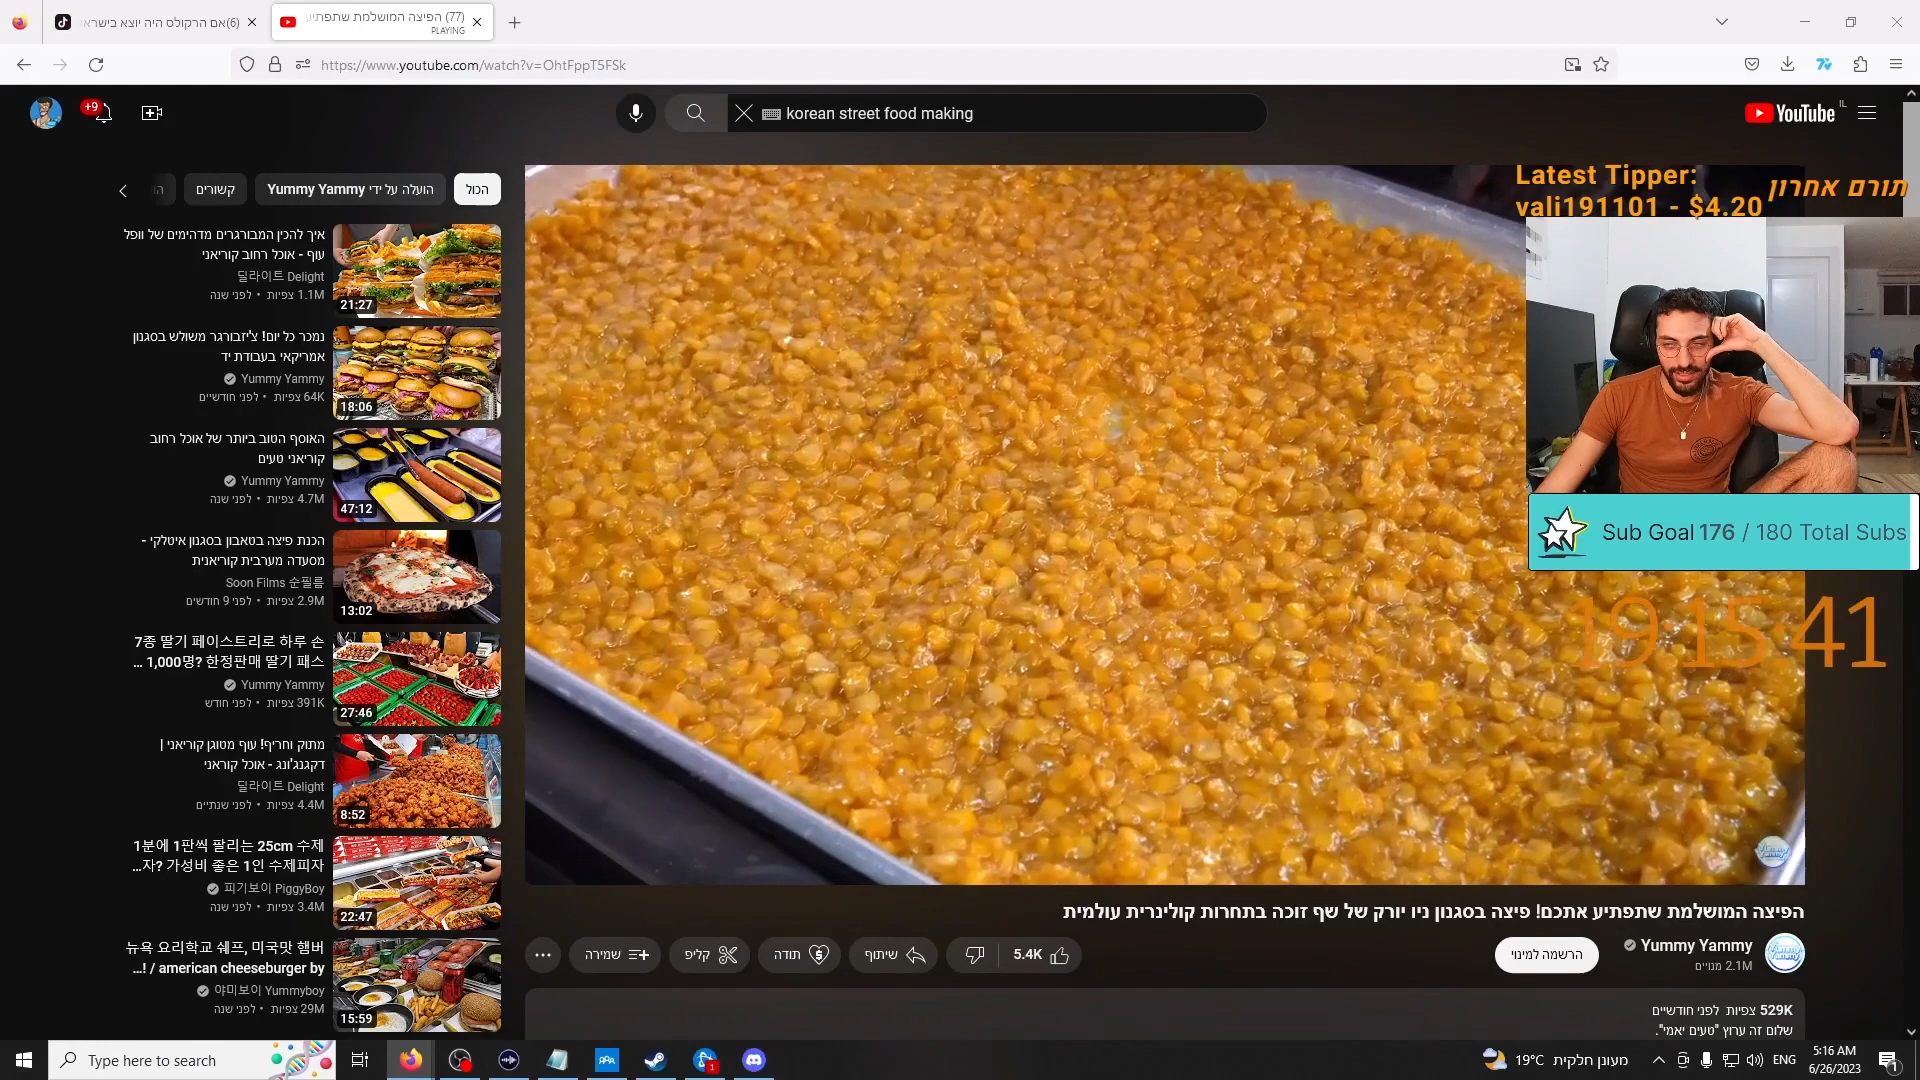 (6)אם הרקולס היה יוצא בישרא
(77) הפיצה המושלמת שתפתיע
PLAYING
https://www.youtube.com/watch?v=OhtFppT5FSk
+9
korean street food making
YouTube IL
הכול
הועלה על ידי Yummy Yammy
קשורים
Latest Tipper:
vali191101 - $4.20
תורם אחרון
איך להכין המבורגרים מדהימים של וופל
עוף - אוכל רחוב קוריאני
딜라이트 Delight
1.1M צפיות • לפני שנה
21:27
נמכר כל יום! צ'יזבורגר משולש בסגנון
אמריקאי בעבודת יד
Yummy Yammy
64K צפיות • לפני חודשיים
18:06
האוסף הטוב ביותר של אוכל רחוב
קוריאני טעים
Yummy Yammy
4.7M צפיות • לפני שנה
47:12
הכנת פיצה בטאבון בסגנון איטלקי -
מסעדה מערבית קוריאנית
Soon Films 순필름
2.9M צפיות • לפני 9 חודשים
13:02
7종 딸기 페이스트리로 하루 손
... 1,000명? 한정판매 딸기 패스
Yummy Yammy
391K צפיות • לפני חודש
27:46
מתוק וחריף! עוף מטוגן קוריאני |
דקגנג'ונג - אוכל קוראני
딜라이트 Delight
4.4M צפיות • לפני שנתיים
8:52
1분에 1판씩 팔리는 25cm 수제
...자? 가성비 좋은 1인 수제피자
피기보이 PiggyBoy
3.4M צפיות • לפני שנה
22:47
뉴욕 요리학교 쉐프, 미국맛 햄버
...! / american cheeseburger by
야미보이 Yummyboy
29M צפיות • לפני שנה
15:59
Sub Goal 176 / 180 Total Subs
19:15:41
Yummy Yammy
הפיצה המושלמת שתפתיע אתכם! פיצה בסגנון ניו יורק של שף זוכה בתחרות קולינרית עולמית
Yummy Yammy
2.1M מנויים
הרשמה למינוי
5.4K
שיתוף
תודה
קליפ
שמירה
529K צפיות לפני חודשיים
שלום זה ערוץ "טעים יאמי".
Type here to search
1
19°C מעונן חלקית
ENG
5:16 AM
6/26/2023
1